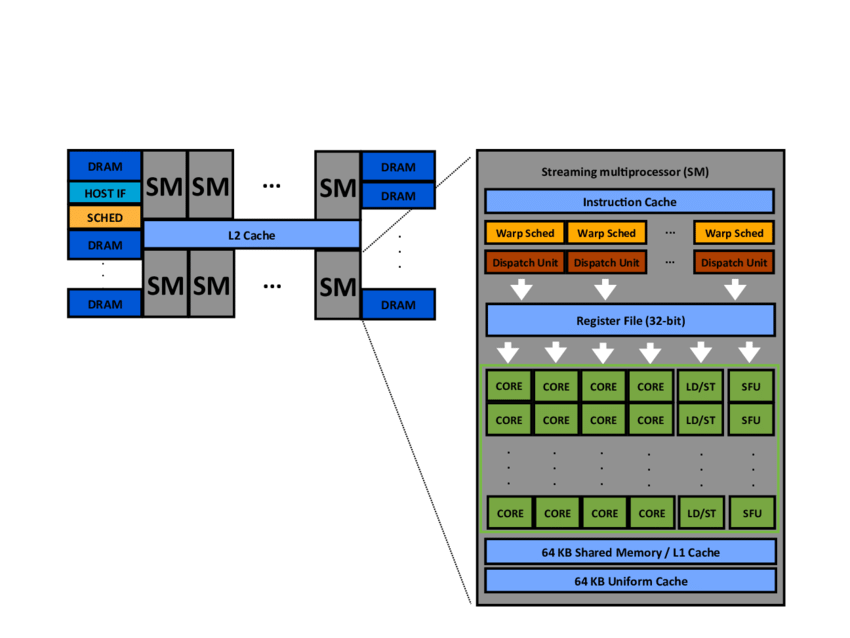 DRAM
HOST IF
SCHED
DRAM
DRAM
SM SM ... SM
L2 Cache
SM SM ... SM
DRAM
DRAM
DRAM
Streaming multiprocessor (SM)
Instruction Cache
Warp Sched Warp Sched ... Warp Sched
Dispatch Unit Dispatch Unit ... Dispatch Unit
Register File (32-bit)
CORE CORE CORE CORE LD/ST SFU
CORE CORE CORE CORE LD/ST SFU
CORE CORE CORE CORE LD/ST SFU
64 KB Shared Memory / L1 Cache
64 KB Uniform Cache